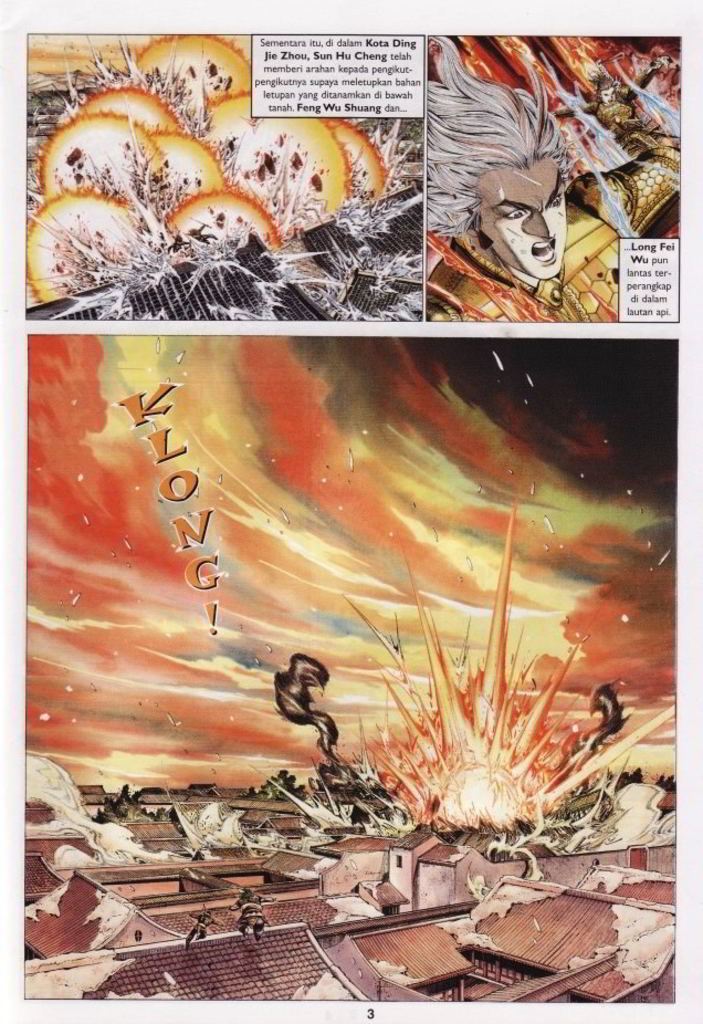 Sementara itu, di dalam Kota Ding
Jie Zhou, Sun Hu Cheng telah
memberi arahan kepada pengikut-
pengikutnya supaya meletupkan bahan
letupan yang ditanamkan di bawah
tanah. Feng Wu Shuang dan...
...Long Fei
Wu pun
lantas ter-
perangkap
di dalam
lautan api.
KLONG!
3